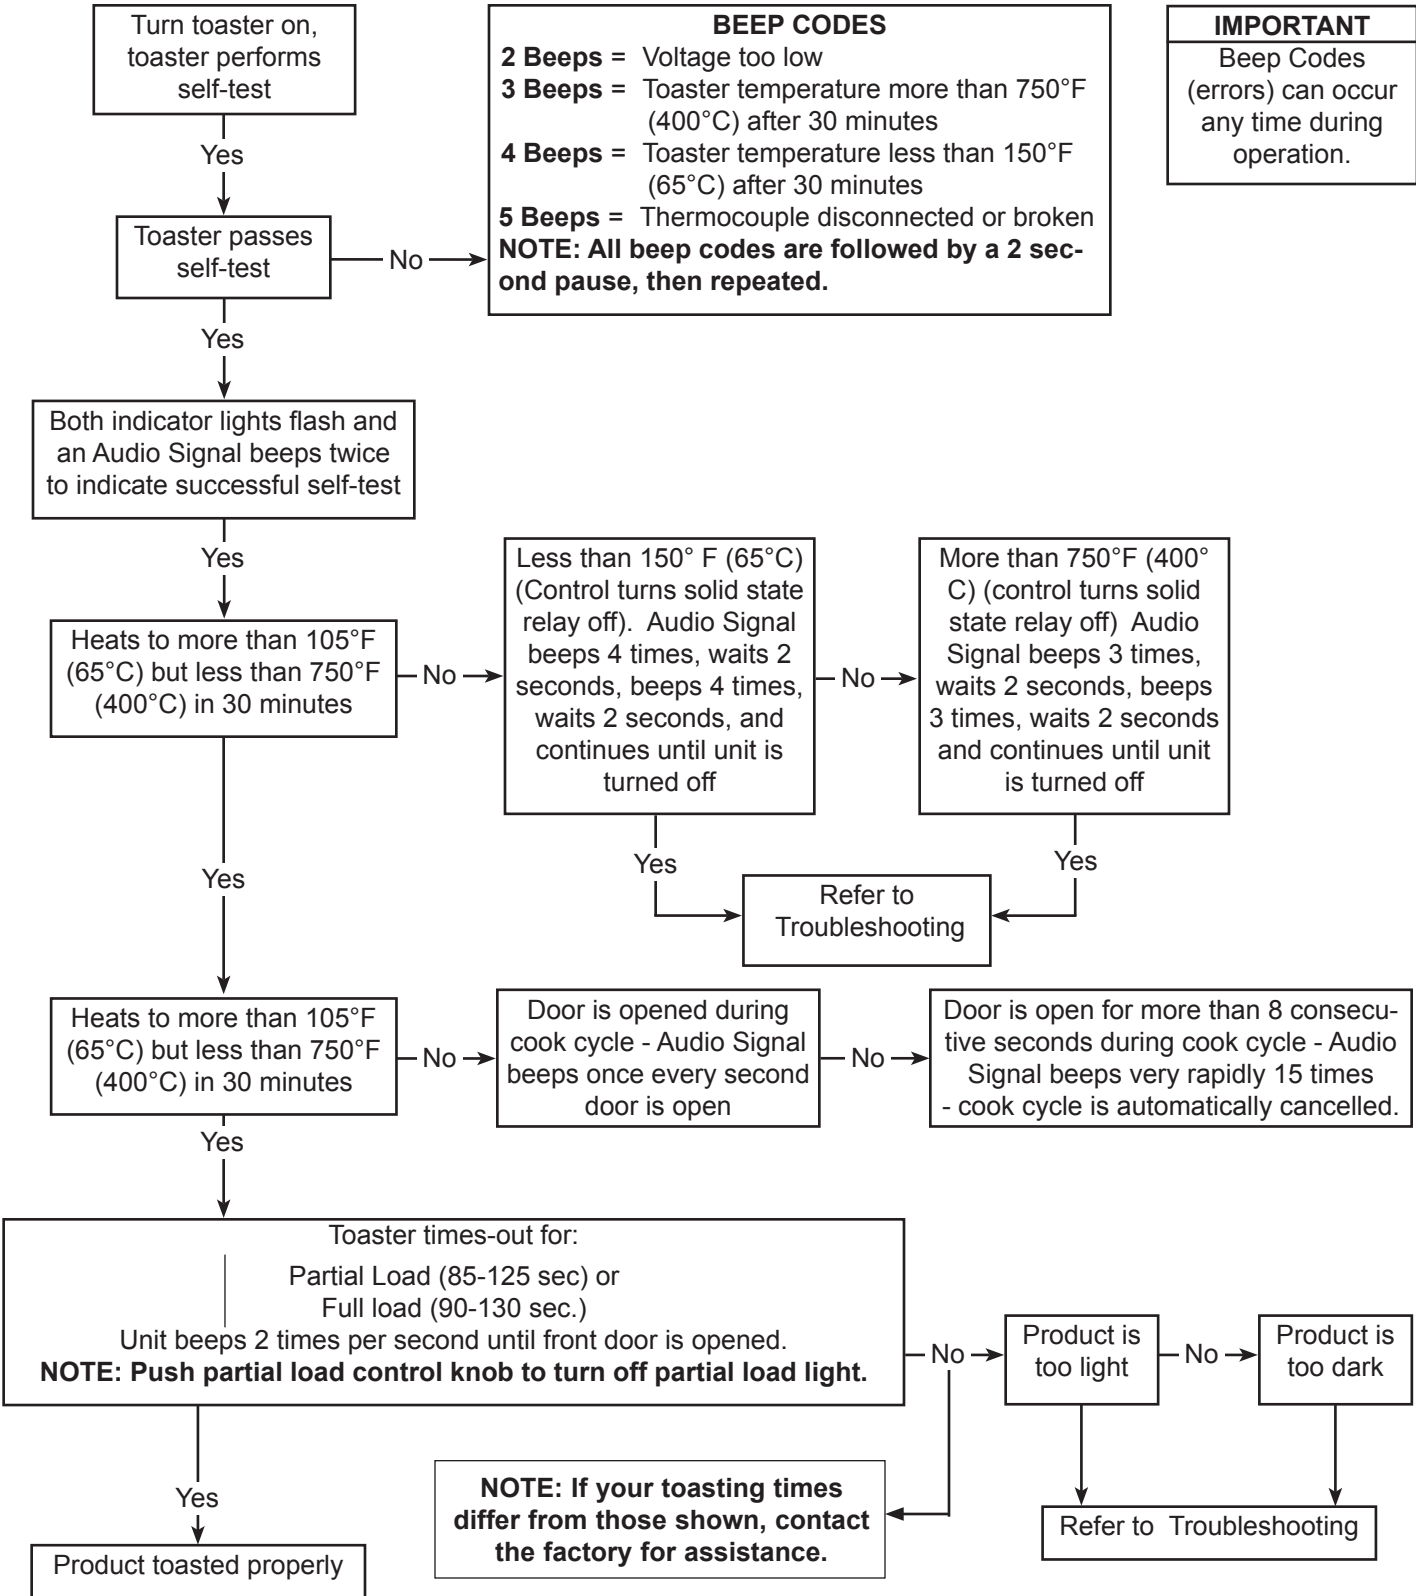 Turn toaster on,
toaster performs
self-test
BEEP CODES
2 Beeps = Voltage too low
3 Beeps = Toaster temperature more than 750°F
(400°C) after 30 minutes
4 Beeps = Toaster temperature less than 150°F
(65°C) after 30 minutes
5 Beeps = Thermocouple disconnected or broken
NOTE: All beep codes are followed by a 2 sec-
ond pause, then repeated.
IMPORTANT
Beep Codes
(errors) can occur
any time during
operation.
Yes
Toaster passes
self-test
No
Yes
Both indicator lights flash and
an Audio Signal beeps twice
to indicate successful self-test
Yes
Heats to more than 105°F
(65°C) but less than 750°F
(400°C) in 30 minutes
No
Less than 150° F (65°C)
(Control turns solid state
relay off). Audio Signal
beeps 4 times, waits 2
seconds, beeps 4 times,
waits 2 seconds, and
continues until unit is
turned off
No
More than 750°F (400°
C) (control turns solid
state relay off) Audio
Signal beeps 3 times,
waits 2 seconds, beeps
3 times, waits 2 seconds
and continues until unit
is turned off
Yes
Yes
Refer to
Troubleshooting
Yes
Heats to more than 105°F
(65°C) but less than 750°F
(400°C) in 30 minutes
No
Door is opened during
cook cycle - Audio Signal
beeps once every second
door is open
No
Door is open for more than 8 consecu-
tive seconds during cook cycle - Audio
Signal beeps very rapidly 15 times
- cook cycle is automatically cancelled.
Yes
Toaster times-out for:
Partial Load (85-125 sec) or
Full load (90-130 sec.)
Unit beeps 2 times per second until front door is opened.
NOTE: Push partial load control knob to turn off partial load light.
No
Product is
too light
No
Product is
too dark
NOTE: If your toasting times
differ from those shown, contact
the factory for assistance.
Refer to Troubleshooting
Yes
Product toasted properly